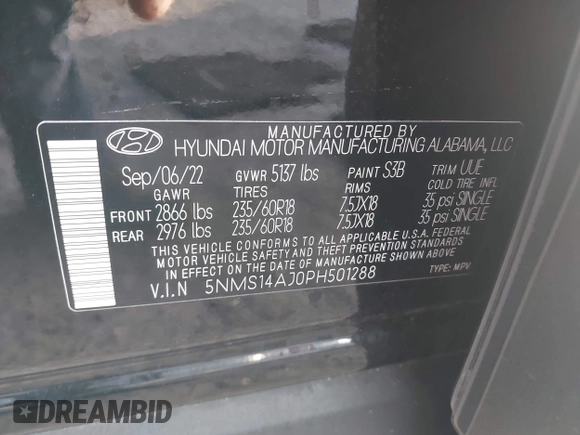 MANUFACTURED BY
HYUNDAI MOTOR MANUFACTURING ALABAMA, LLC
Sep/06/22 GVWR 5137 lbs PAINT S3B TRIM UUE
GAWR TIRES RIMS COLD TIRE INFL
FRONT 2866 lbs 235/60R18 7.5JX18 35 psi SINGLE
REAR 2976 lbs 235/60R18 7.5JX18 35 psi SINGLE
THIS VEHICLE CONFORMS TO ALL APPLICABLE U.S.A. FEDERAL
MOTOR VEHICLE SAFETY AND THEFT PREVENTION STANDARDS
IN EFFECT ON THE DATE OF MANUFACTURE SHOWN ABOVE.
V.I.N 5NMS14AJ0PH501288 TYPE: MPV
DREAMBID